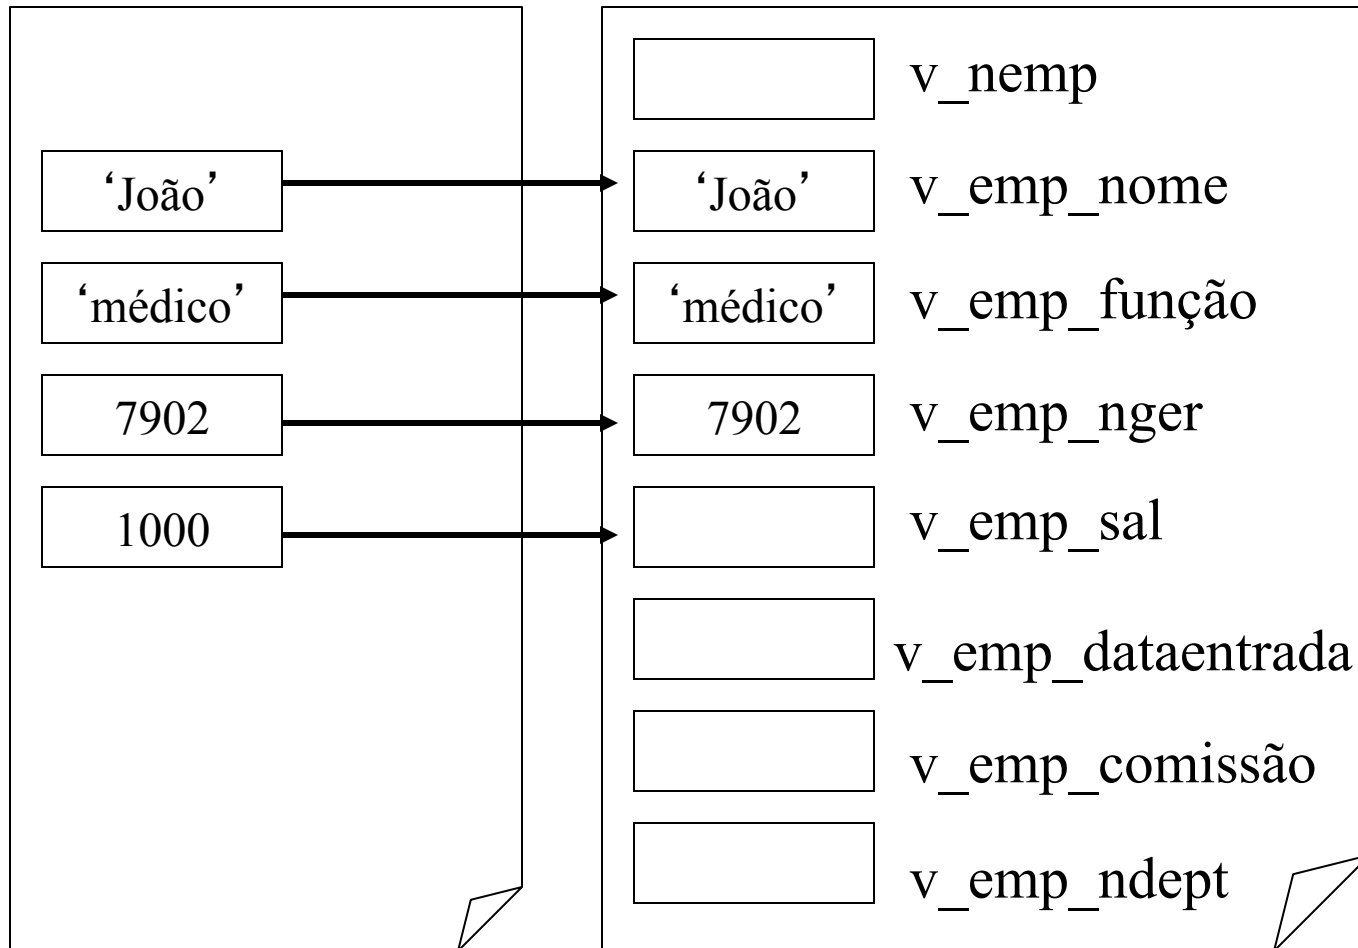 v_nemp
‘João’ ‘João’ v_emp_nome
‘médico’ ‘médico’ v_emp_função
7902 7902 v_emp_nger
1000 v_emp_sal
v_emp_dataentrada
v_emp_comissão
v_emp_ndept